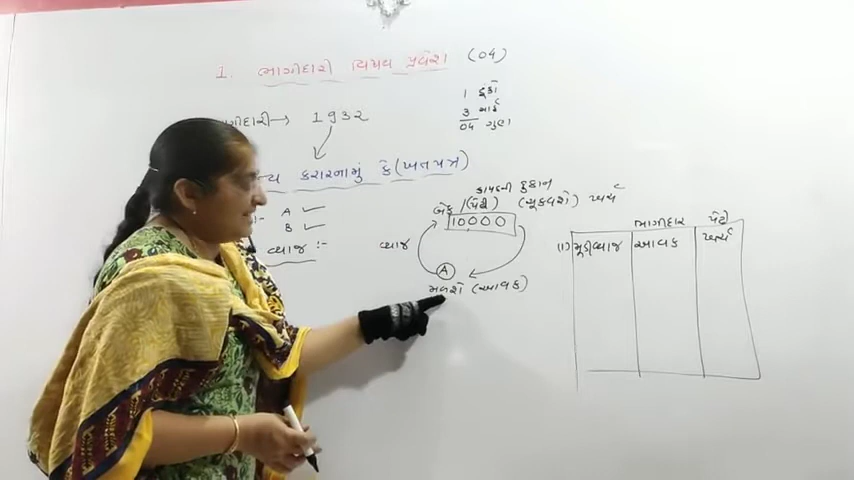 1. ભાગીદારી વિષય પ્રવેશ (04)
1 ટૂંકો
3 માર્ક
04 ગુણ
ગીદારી → 1932
કરારનામું કે (ખતપત્ર)
:- A ✓
B ✓
વ્યાજ :-
કાપડની દુકાન
બેંક / (પેઢી) (ચૂકવશે) ખર્ચ
10000
વ્યાજ
A
મળશે (આવક)
ભાગીદાર પેઢી
(1) મૂડી વ્યાજ આવક ખર્ચ